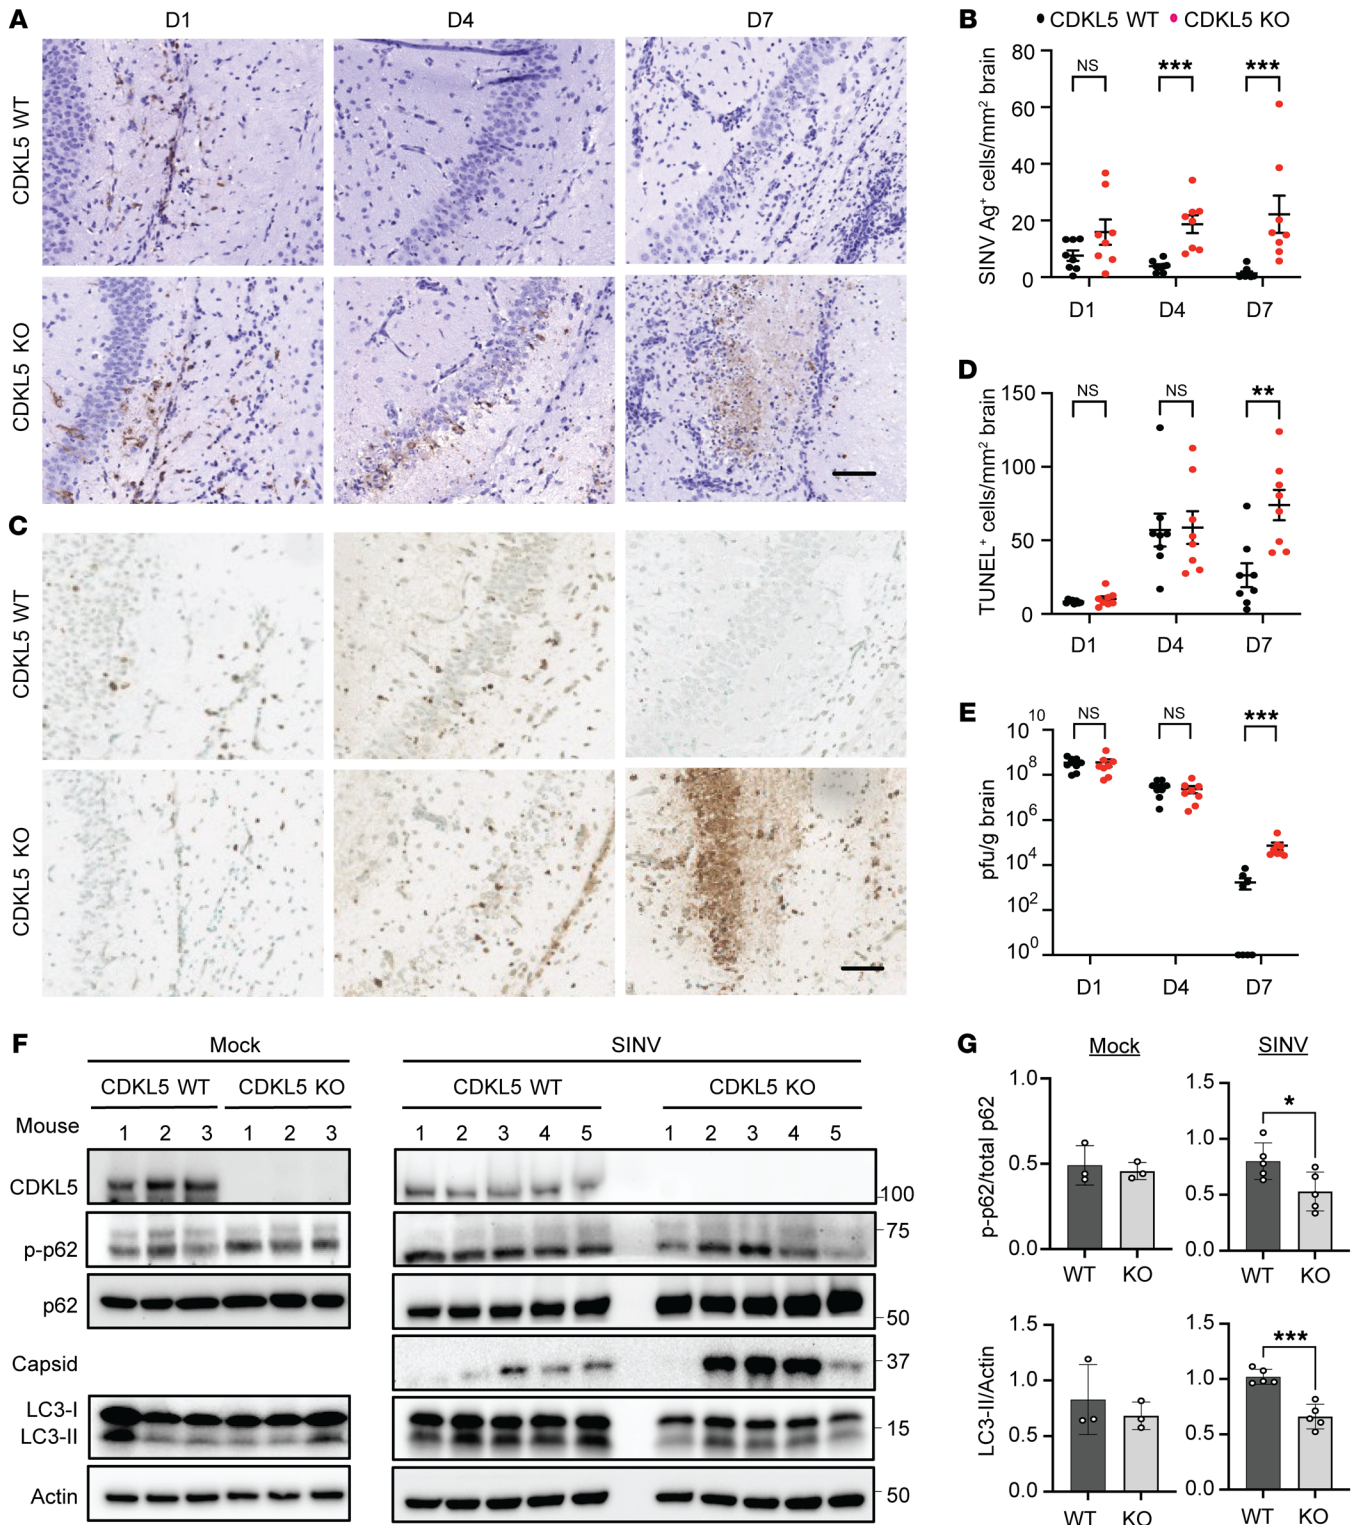 A
D1 D4 D7
CDKL5 WT
CDKL5 KO
B
CDKL5 WT CDKL5 KO
SINV Ag+ cells/mm2 brain
80
60
40
20
0
NS *** ***
D1 D4 D7
C
CDKL5 WT
CDKL5 KO
D
TUNEL+ cells/mm2 brain
150
100
50
0
NS NS **
D1 D4 D7
E
pfu/g brain
10 10
10 8
10 6
10 4
10 2
10 0
NS NS ***
D1 D4 D7
F
Mock SINV
CDKL5 WT CDKL5 KO CDKL5 WT CDKL5 KO
Mouse 1 2 3 1 2 3 1 2 3 4 5 1 2 3 4 5
CDKL5 100
p-p62 75
p62 50
Capsid 37
LC3-I
LC3-II 15
Actin 50
G
Mock SINV
p-p62/total p62
1.0
0.5
0.0
WT KO
1.5
1.0
0.5
0.0
*
WT KO
LC3-II/Actin
1.5
1.0
0.5
0.0
WT KO
1.5
1.0
0.5
0.0
***
WT KO